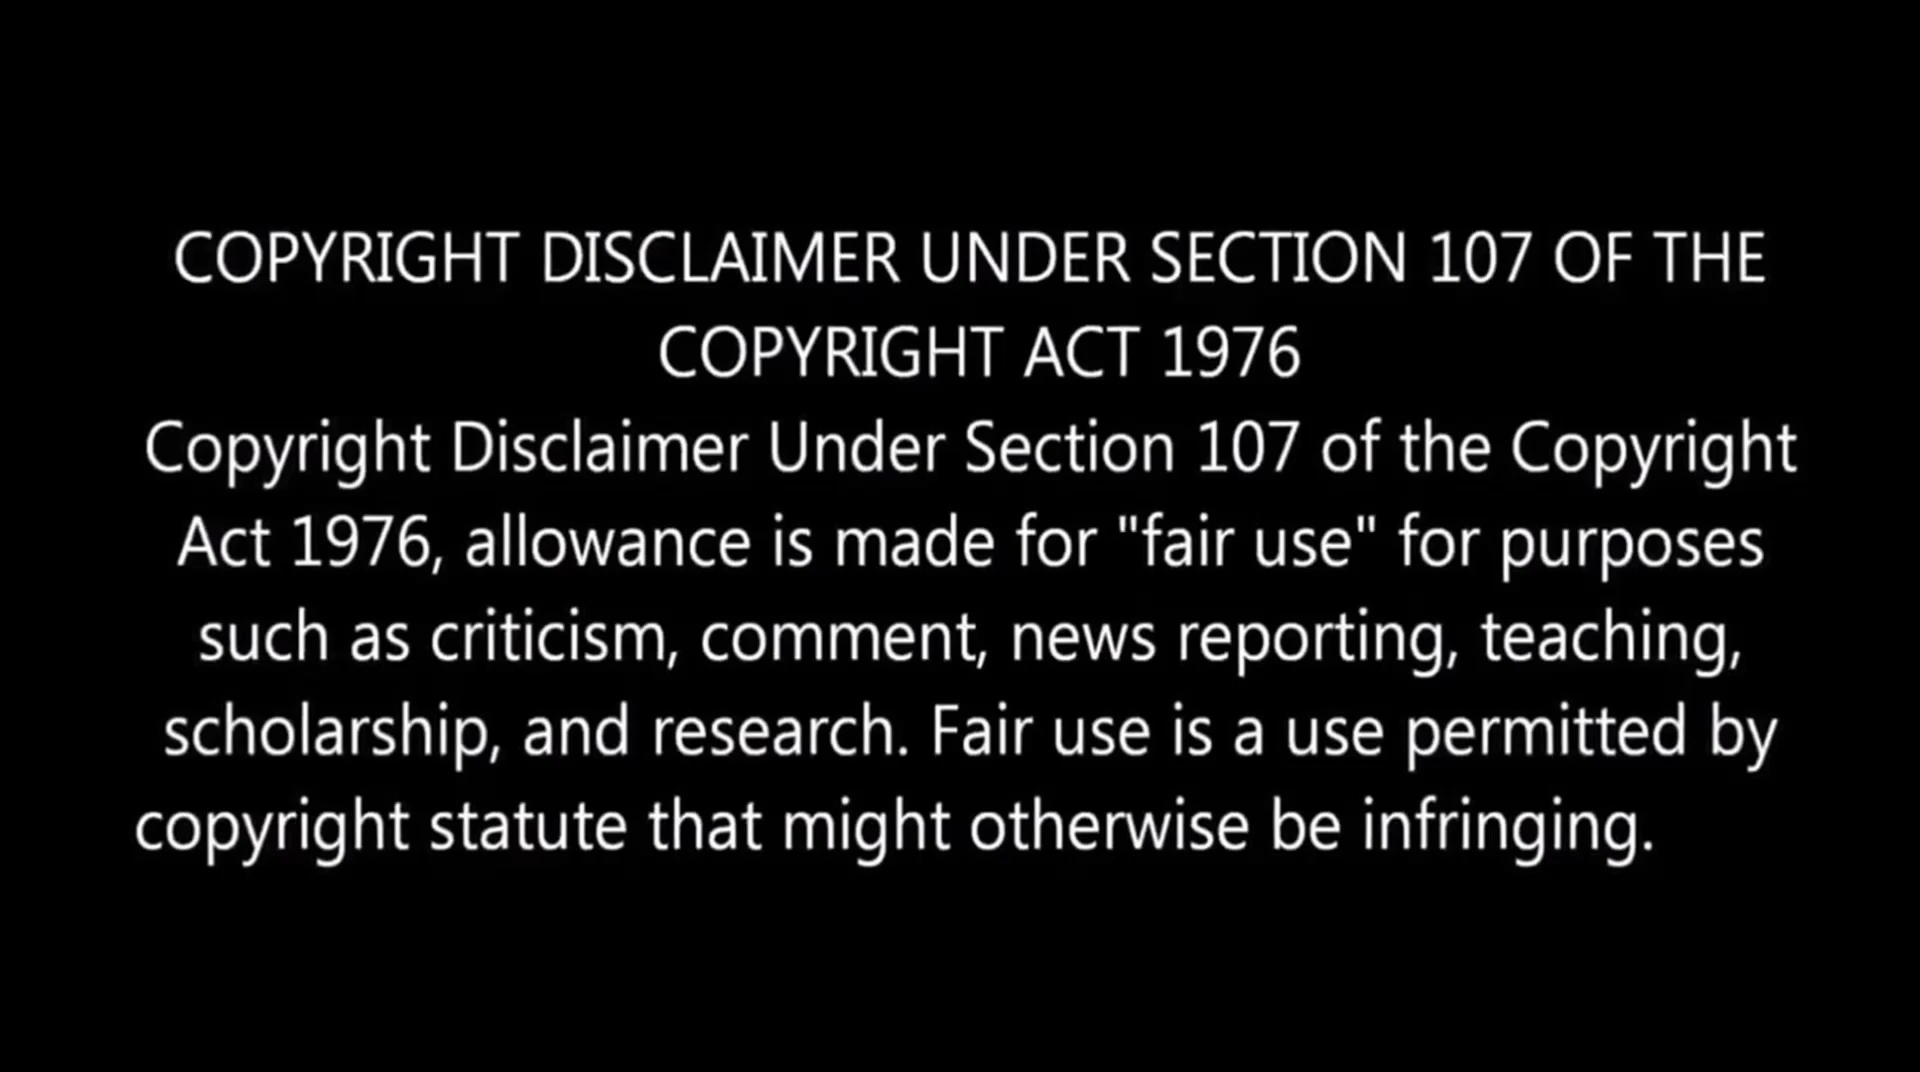 COPYRIGHT DISCLAIMER UNDER SECTION 107 OF THE
COPYRIGHT ACT 1976
Copyright Disclaimer Under Section 107 of the Copyright
Act 1976, allowance is made for "fair use" for purposes
such as criticism, comment, news reporting, teaching,
scholarship, and research. Fair use is a use permitted by
copyright statute that might otherwise be infringing.